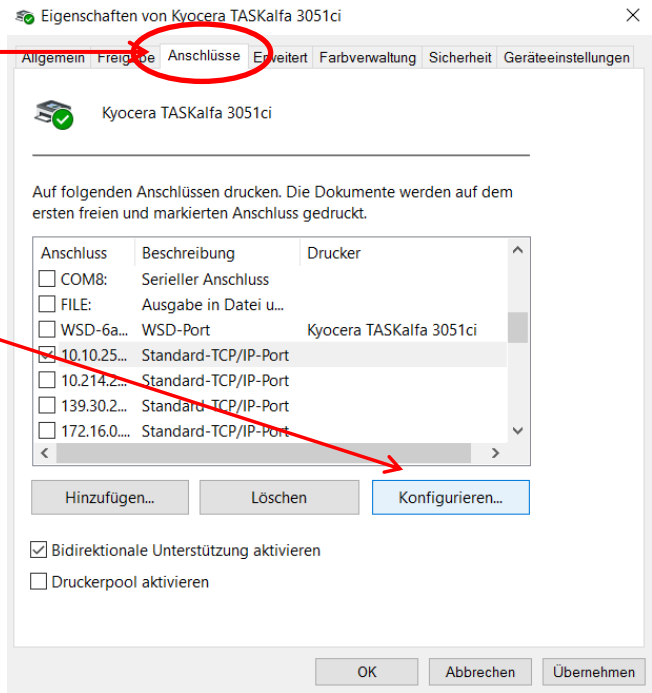 Eigenschaften von Kyocera TASKalfa 3051ci
Allgemein Freigabe Anschlüsse Erweitert Farbverwaltung Sicherheit Geräteeinstellungen
Kyocera TASKalfa 3051ci
Auf folgenden Anschlüssen drucken. Die Dokumente werden auf dem
ersten freien und markierten Anschluss gedruckt.
Anschluss Beschreibung Drucker
COM8: Serieller Anschluss
FILE: Ausgabe in Datei u...
WSD-6a... WSD-Port Kyocera TASKalfa 3051ci
10.10.25... Standard-TCP/IP-Port
10.214.2... Standard-TCP/IP-Port
139.30.2... Standard-TCP/IP-Port
172.16.0.... Standard-TCP/IP-Port
Hinzufügen... Löschen Konfigurieren...
Bidirektionale Unterstützung aktivieren
Druckerpool aktivieren
OK Abbrechen Übernehmen